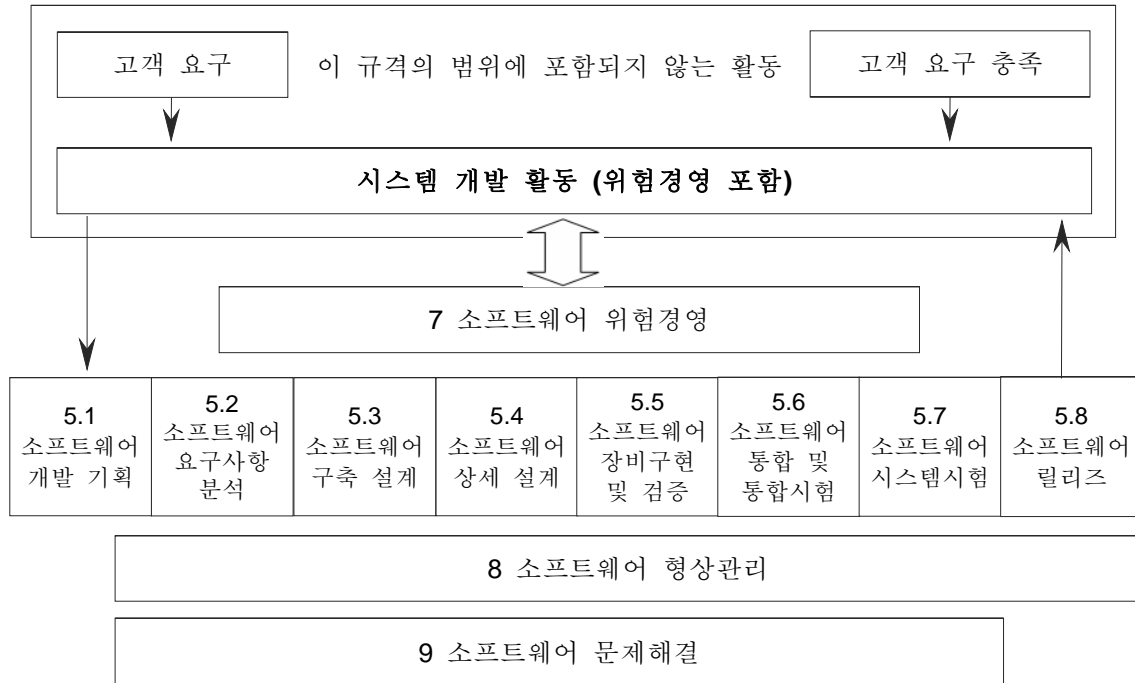 고객 요구
이 규격의 범위에 포함되지 않는 활동
고객 요구 충족
시스템 개발 활동 (위험경영 포함)
7 소프트웨어 위험경영
5.1
소프트웨어
개발 기획
5.2
소프트웨어
요구사항
분석
5.3
소프트웨어
구축 설계
5.4
소프트웨어
상세 설계
5.5
소프트웨어
장비구현
및 검증
5.6
소프트웨어
통합 및
통합시험
5.7
소프트웨어
시스템시험
5.8
소프트웨어
릴리즈
8 소프트웨어 형상관리
9 소프트웨어 문제해결